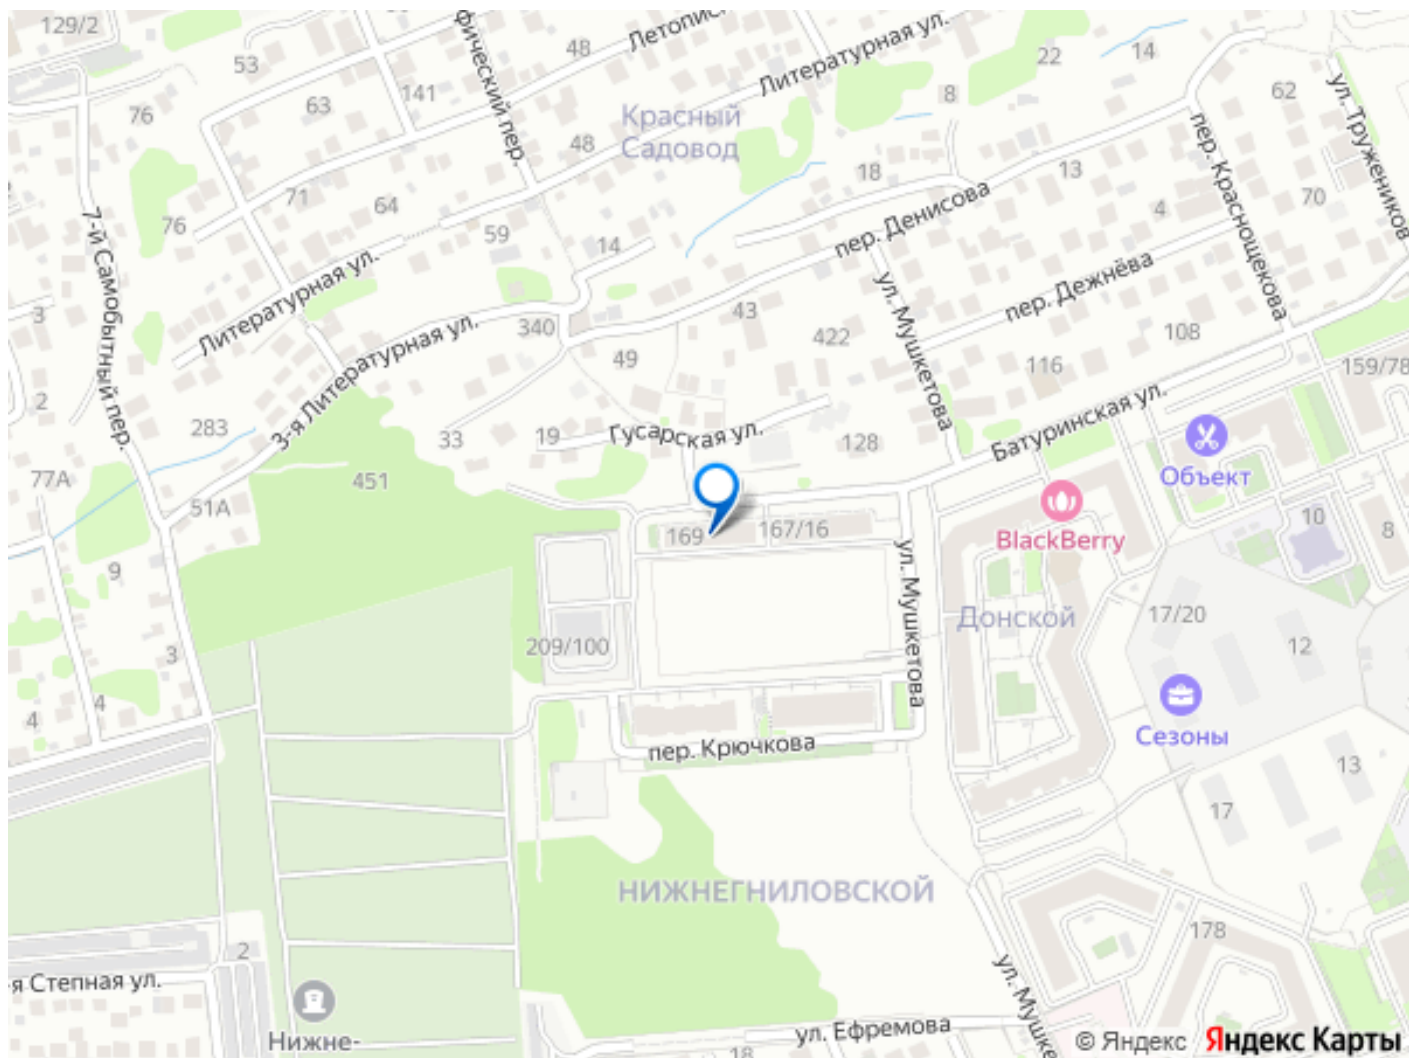 129/2
53
76
63
141
фический пер.
48
Летопис
Литературная ул.
22
14
8
62
ул. Тружеников
Красный
Садовод
48
пер. Краснощекова
71
64
76
59
14
18
13
70
4
7-й Самобытный пер.
пер. Денисова
Литературная ул.
3
340
43
пер. Дежнёва
ул. Мушкетова
3-я Литературная ул.
49
422
108
116
159/78
2
283
33
19
Гусарская ул.
128
Батуринская ул.
77А
451
51А
Объект
169
167/16
BlackBerry
10
8
9
ул. Мушкетова
209/100
Донской
17/20
12
3
4
4
Сезоны
пер. Крючкова
13
17
НИЖНЕГНИЛОВСКОЙ
178
2
я Степная ул.
ул. Мушке
Нижне-
ул. Ефремова
18
© Яндекс Яндекс Карты